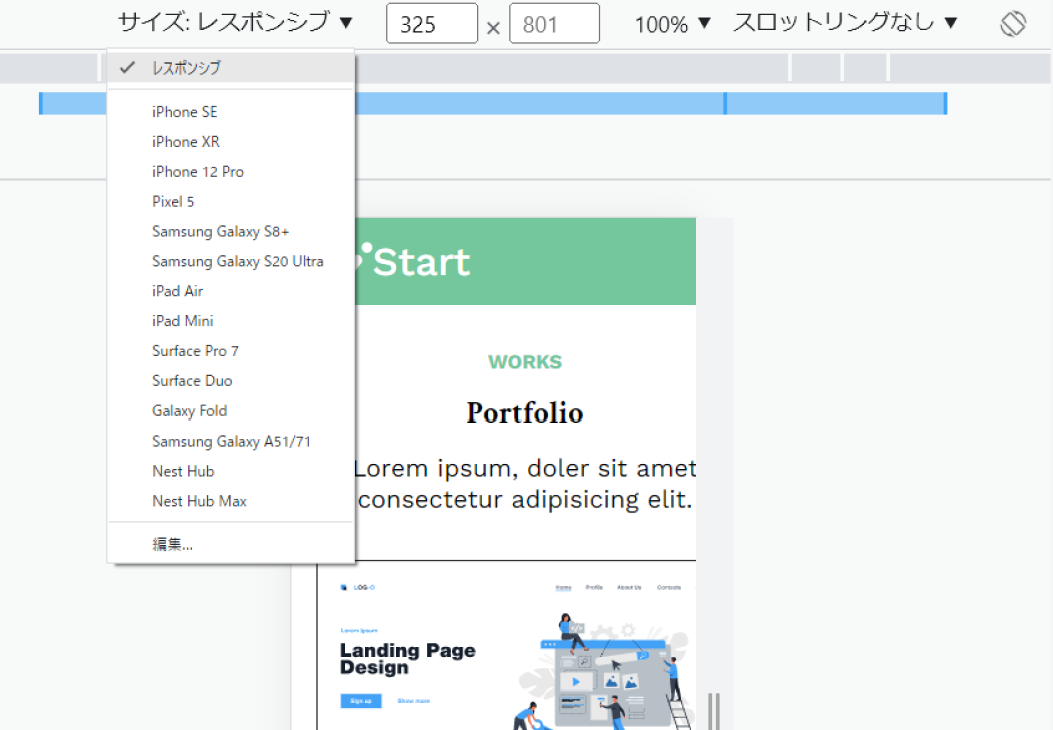 サイズ: レスポンシブ ▼ 325 × 801 100% ▼ スロットリングなし ▼
✓ レスポンシブ
iPhone SE
iPhone XR
iPhone 12 Pro
Pixel 5
Samsung Galaxy S8+
Samsung Galaxy S20 Ultra
iPad Air
iPad Mini
Surface Pro 7
Surface Duo
Galaxy Fold
Samsung Galaxy A51/71
Nest Hub
Nest Hub Max
編集...
Start
WORKS
Portfolio
Lorem ipsum, doler sit amet
consectetur adipisicing elit.
LOG-O Home Profile About Us Contacts
Lorem Ipsum
Landing Page
Design
Sign up Show more